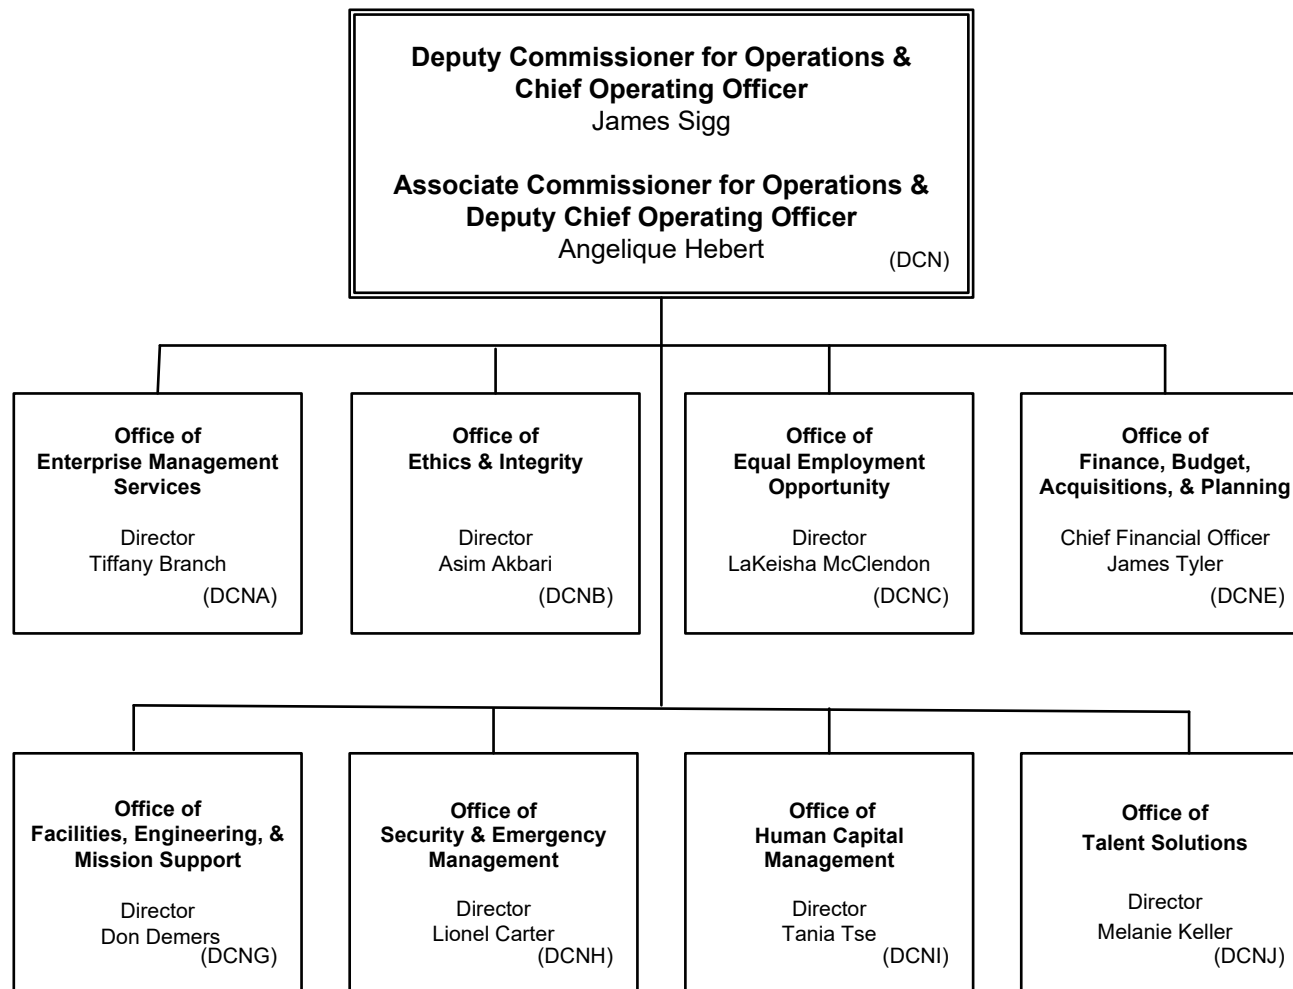 Deputy Commissioner for Operations &
Chief Operating Officer
James Sigg
Associate Commissioner for Operations &
Deputy Chief Operating Officer
Angelique Hebert
(DCN)
Office of
Enterprise Management
Services
Director
Tiffany Branch
(DCNA)
Office of
Ethics & Integrity
Director
Asim Akbari
(DCNB)
Office of
Equal Employment
Opportunity
Director
LaKeisha McClendon
(DCNC)
Office of
Finance, Budget,
Acquisitions, & Planning
Chief Financial Officer
James Tyler
(DCNE)
Office of
Facilities, Engineering, &
Mission Support
Director
Don Demers
(DCNG)
Office of
Security & Emergency
Management
Director
Lionel Carter
(DCNH)
Office of
Human Capital
Management
Director
Tania Tse
(DCNI)
Office of
Talent Solutions
Director
Melanie Keller
(DCNJ)